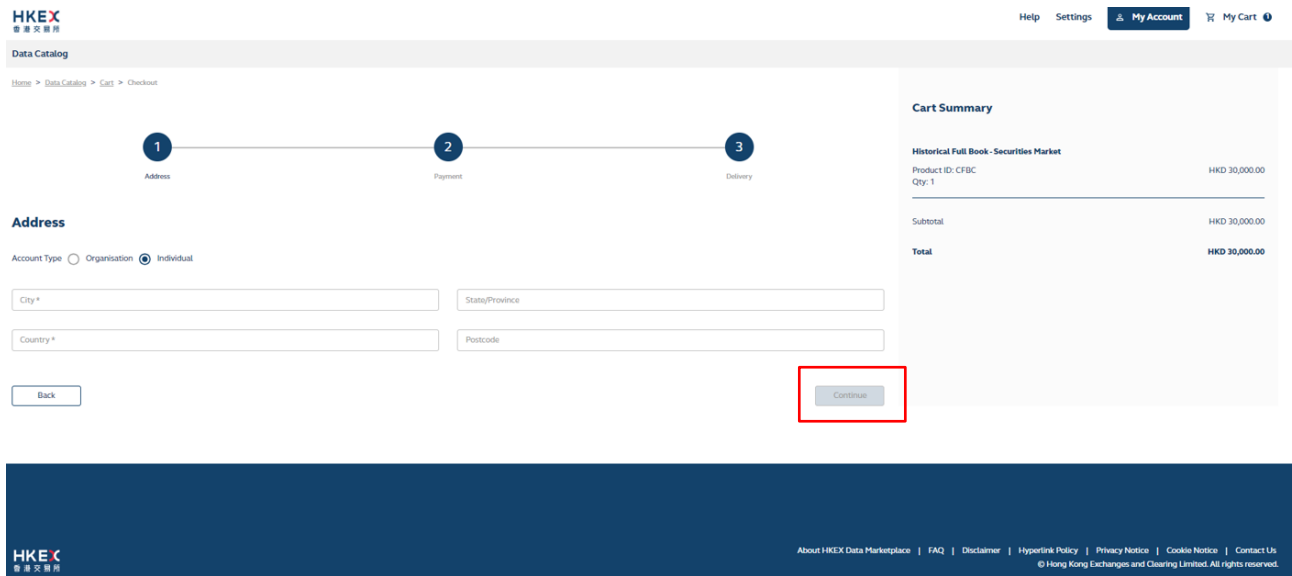 HKEX
香港交易所
Help Settings My Account My Cart 1
Data Catalog
Home > Data Catalog > Cart > Checkout
1 2 3
Address Payment Delivery
Address
Account Type Organisation Individual
City *
State/Province
Country *
Postcode
Back
Continue
Cart Summary
Historical Full Book - Securities Market
Product ID: CFBC HKD 30,000.00
Qty: 1
Subtotal HKD 30,000.00
Total HKD 30,000.00
HKEX
香港交易所
About HKEX Data Marketplace | FAQ | Disclaimer | Hyperlink Policy | Privacy Notice | Cookie Notice | Contact Us
© Hong Kong Exchanges and Clearing Limited. All rights reserved.